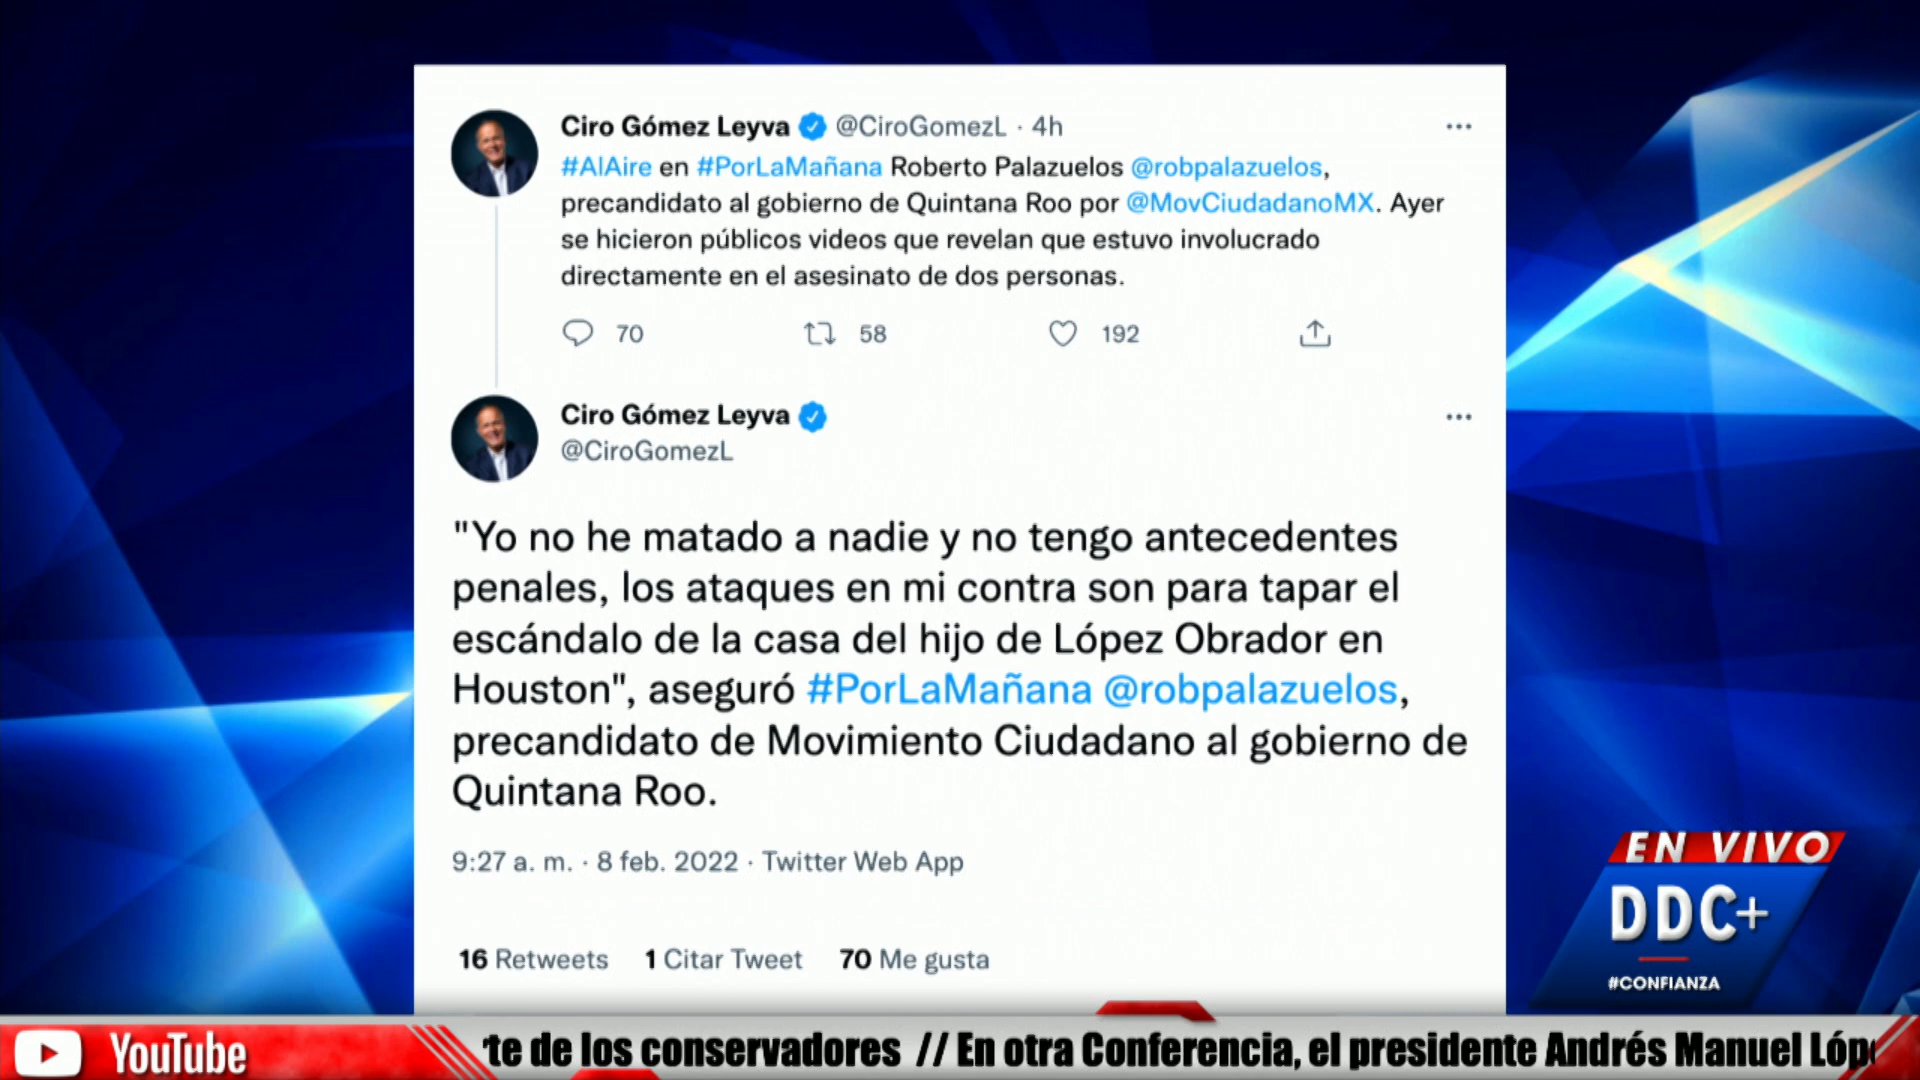 Ciro Gómez Leyva @CiroGomezL · 4h
#AlAire en #PorLaMañana Roberto Palazuelos @robpalazuelos,
precandidato al gobierno de Quintana Roo por @MovCiudadanoMX. Ayer
se hicieron públicos videos que revelan que estuvo involucrado
directamente en el asesinato de dos personas.
70 58 192
Ciro Gómez Leyva
@CiroGomezL
"Yo no he matado a nadie y no tengo antecedentes
penales, los ataques en mi contra son para tapar el
escándalo de la casa del hijo de López Obrador en
Houston", aseguró #PorLaMañana @robpalazuelos,
precandidato de Movimiento Ciudadano al gobierno de
Quintana Roo.
9:27 a. m. · 8 feb. 2022 · Twitter Web App
16 Retweets 1 Citar Tweet 70 Me gusta
EN VIVO
DDC+
#CONFIANZA
YouTube
te de los conservadores // En otra Conferencia, el presidente Andrés Manuel Lóp